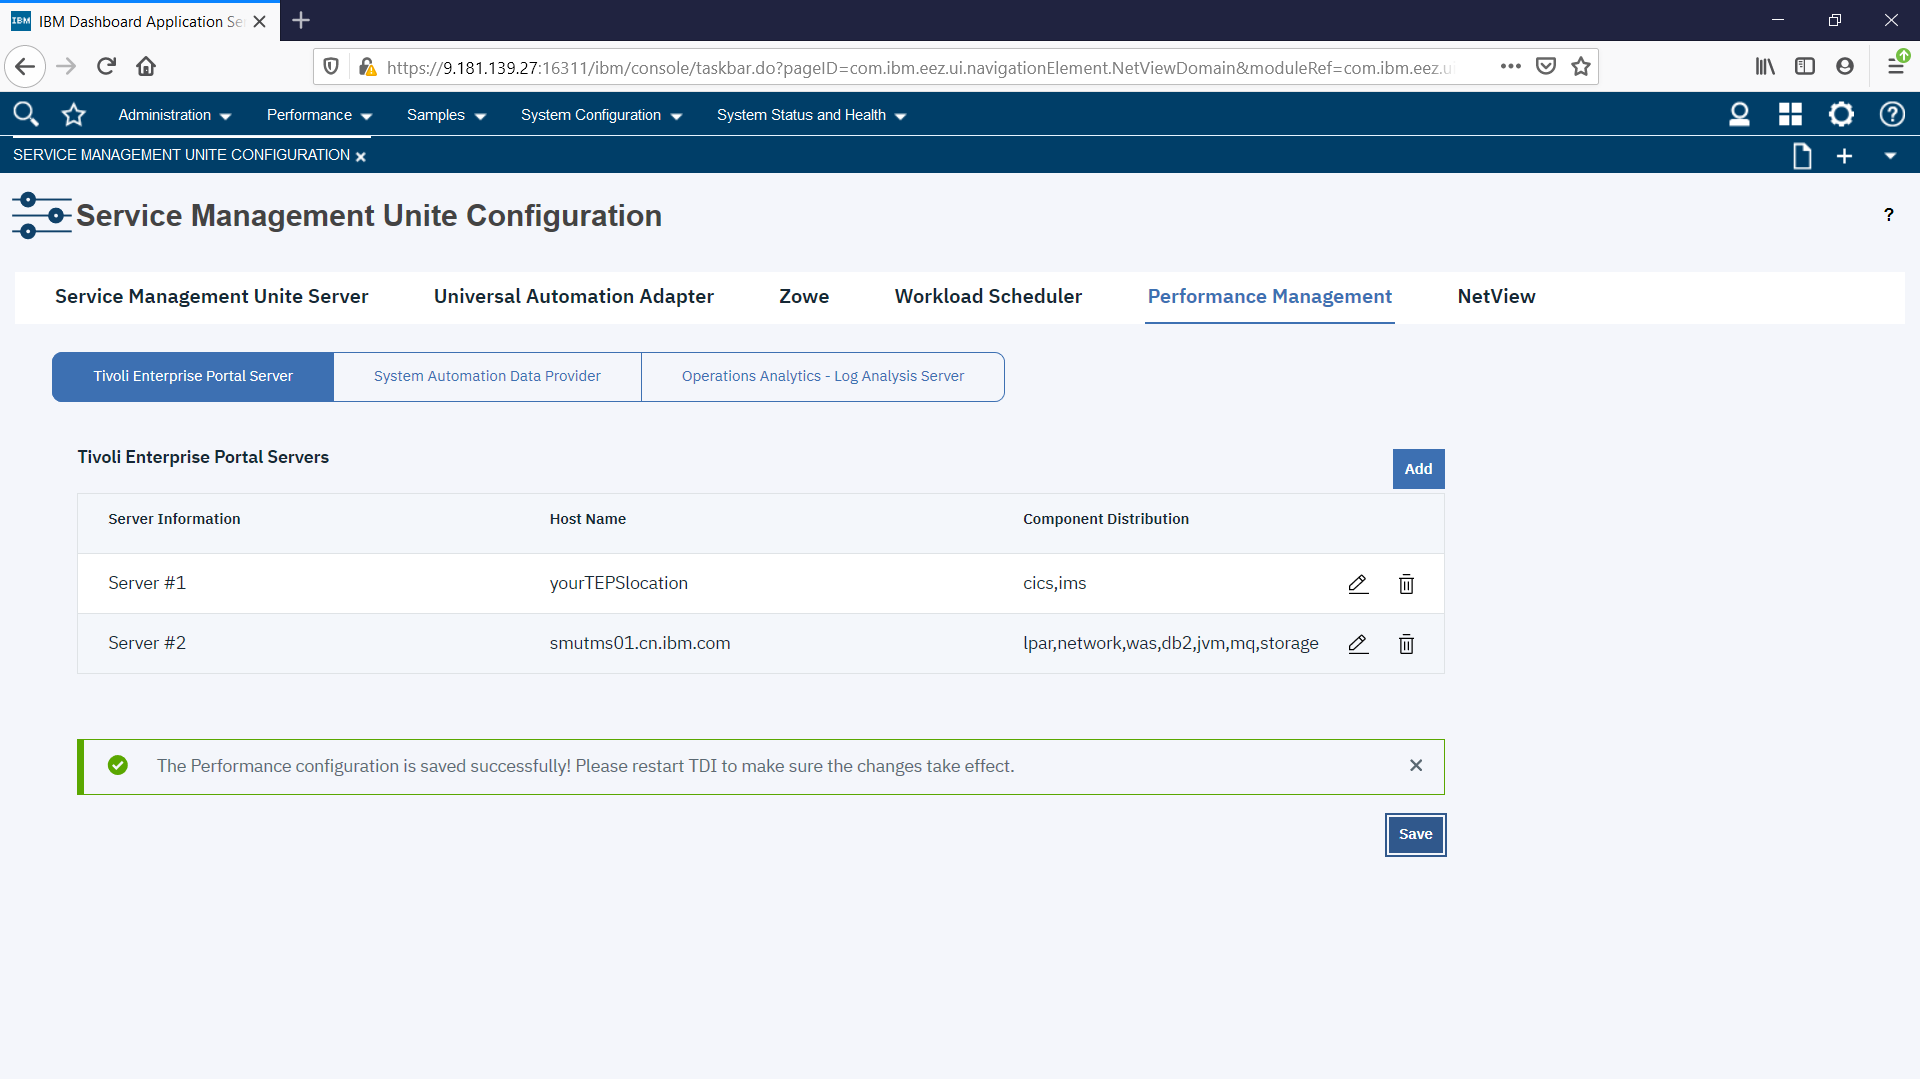 IBM IBM Dashboard Application Se
https://9.181.139.27:16311/ibm/console/taskbar.do?pageID=com.ibm.eez.ui.navigationElement.NetViewDomain&moduleRef=com.ibm.eez.u
Administration Performance Samples System Configuration System Status and Health ?
SERVICE MANAGEMENT UNITE CONFIGURATION
Service Management Unite Configuration ?
Service Management Unite Server Universal Automation Adapter Zowe Workload Scheduler Performance Management NetView
Tivoli Enterprise Portal Server System Automation Data Provider Operations Analytics - Log Analysis Server
Tivoli Enterprise Portal Servers
Add
Server Information Host Name Component Distribution
Server #1 yourTEPSlocation cics,ims
Server #2 smutms01.cn.ibm.com lpar,network,was,db2,jvm,mq,storage
The Performance configuration is saved successfully! Please restart TDI to make sure the changes take effect.
Save